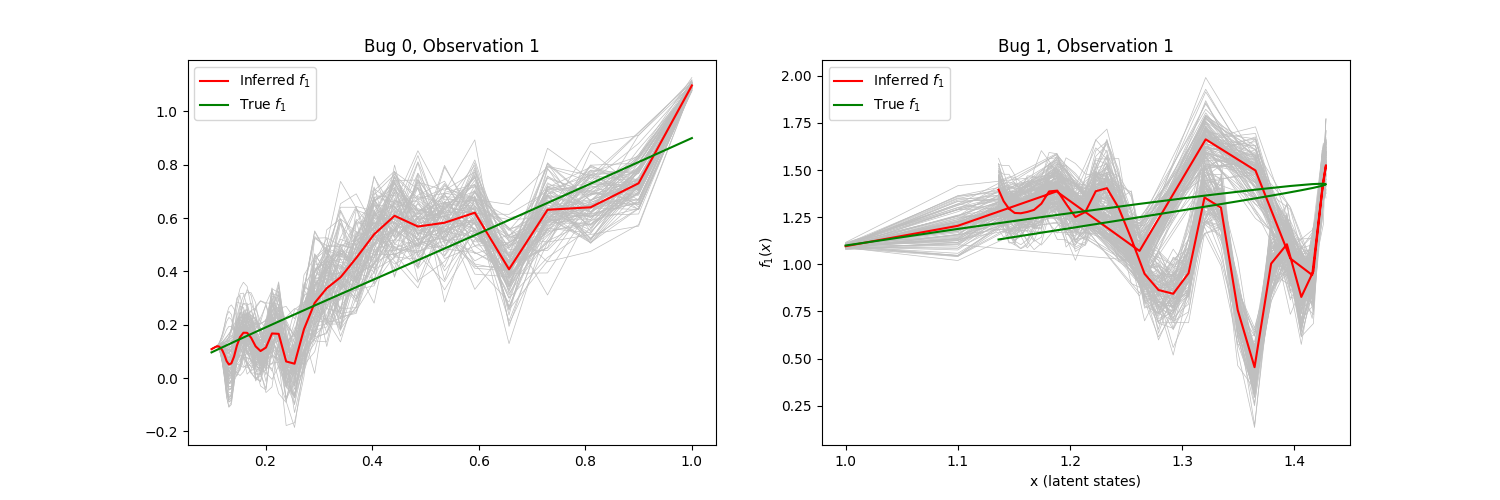 Bug 0, Observation 1
Inferred f₁
True f₁
1.0
0.8
0.6
0.4
0.2
0.0
−0.2
0.2 0.4 0.6 0.8 1.0
Bug 1, Observation 1
Inferred f₁
True f₁
2.00
1.75
1.50
1.25
1.00
0.75
0.50
0.25
f₁(x)
1.0 1.1 1.2 1.3 1.4
x (latent states)